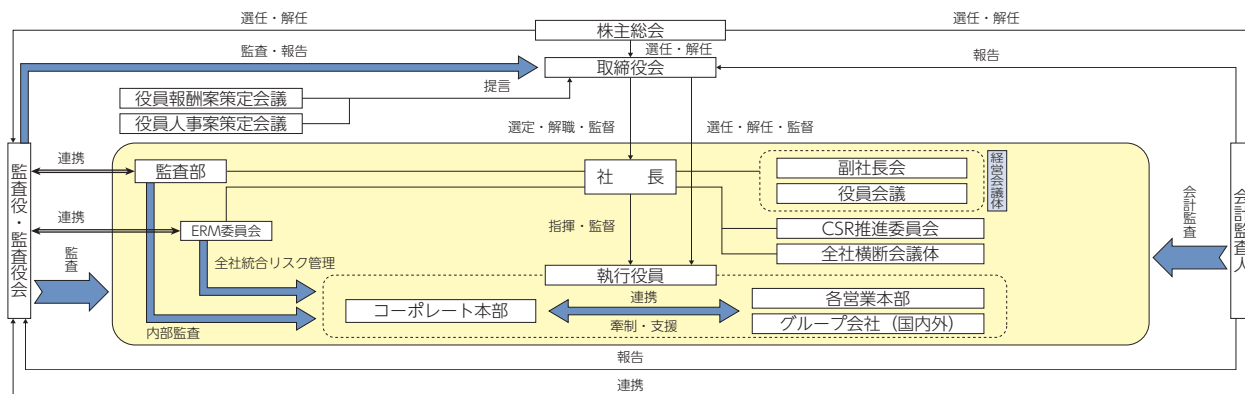 選任・解任
株主総会
選任・解任
監査・報告
選任・解任
取締役会
報告
提言
役員報酬案策定会議
役員人事案策定会議
選定・解職・監督
選任・解任・監督
監査役・監査役会
連携
監査部
社　長
副社長会
役員会議
経営会議体
会計監査人
連携
ERM委員会
指揮・監督
CSR推進委員会
全社横断会議体
会計監査
監査
全社統合リスク管理
執行役員
コーポレート本部
連携
牽制・支援
各営業本部
グループ会社（国内外）
内部監査
報告
連携